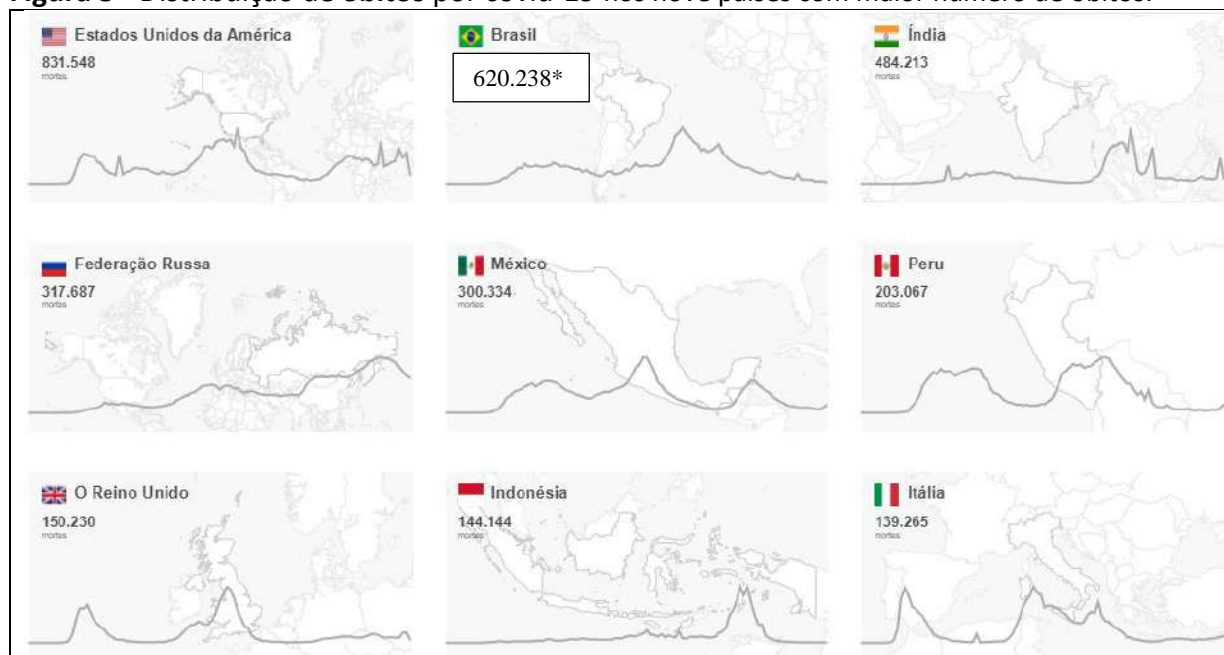 Estados Unidos da América
831.548
mortes
Brasil
620.238*
Índia
484.213
mortes
Federação Russa
317.687
mortes
México
300.334
mortes
Peru
203.067
mortes
O Reino Unido
150.230
mortes
Indonésia
144.144
mortes
Itália
139.265
mortes